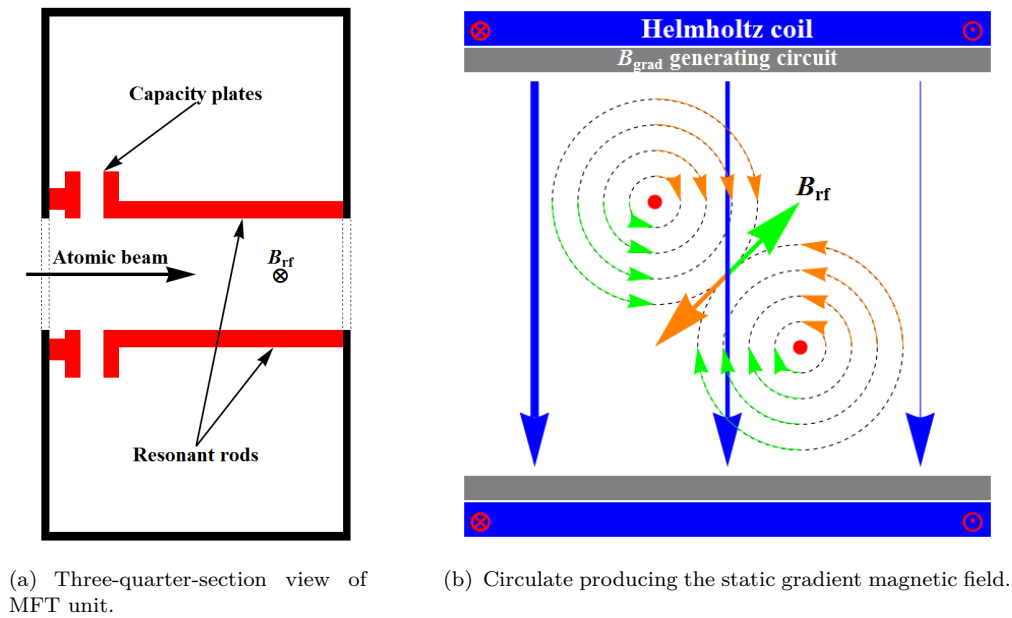 Capacity plates
Atomic beam
Brf
⊗
Resonant rods
(a) Three-quarter-section view of
MFT unit.
Helmholtz coil
Bgrad generating circuit
Brf
(b) Circulate producing the static gradient magnetic field.